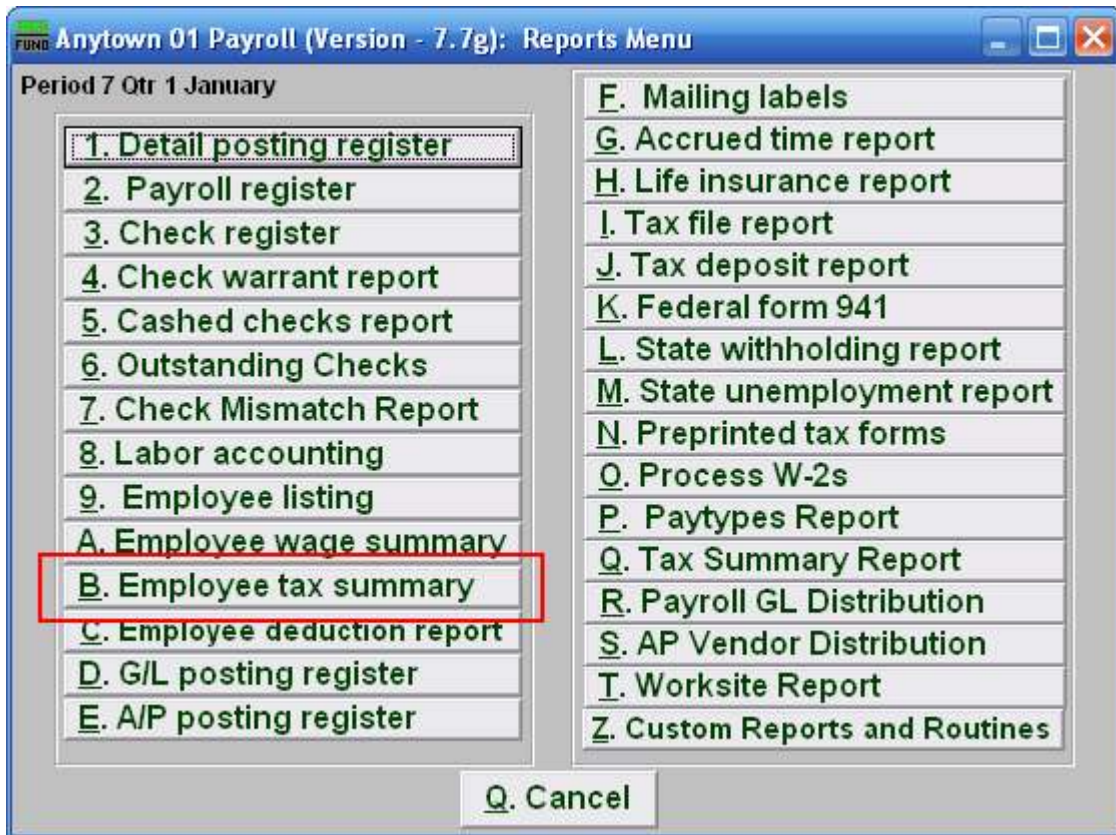 FUND Anytown 01 Payroll (Version - 7.7g): Reports Menu
Period 7 Qtr 1 January
1. Detail posting register
2. Payroll register
3. Check register
4. Check warrant report
5. Cashed checks report
6. Outstanding Checks
7. Check Mismatch Report
8. Labor accounting
9. Employee listing
A. Employee wage summary
B. Employee tax summary
C. Employee deduction report
D. G/L posting register
E. A/P posting register
F. Mailing labels
G. Accrued time report
H. Life insurance report
I. Tax file report
J. Tax deposit report
K. Federal form 941
L. State withholding report
M. State unemployment report
N. Preprinted tax forms
O. Process W-2s
P. Paytypes Report
Q. Tax Summary Report
R. Payroll GL Distribution
S. AP Vendor Distribution
T. Worksite Report
Z. Custom Reports and Routines
Q. Cancel